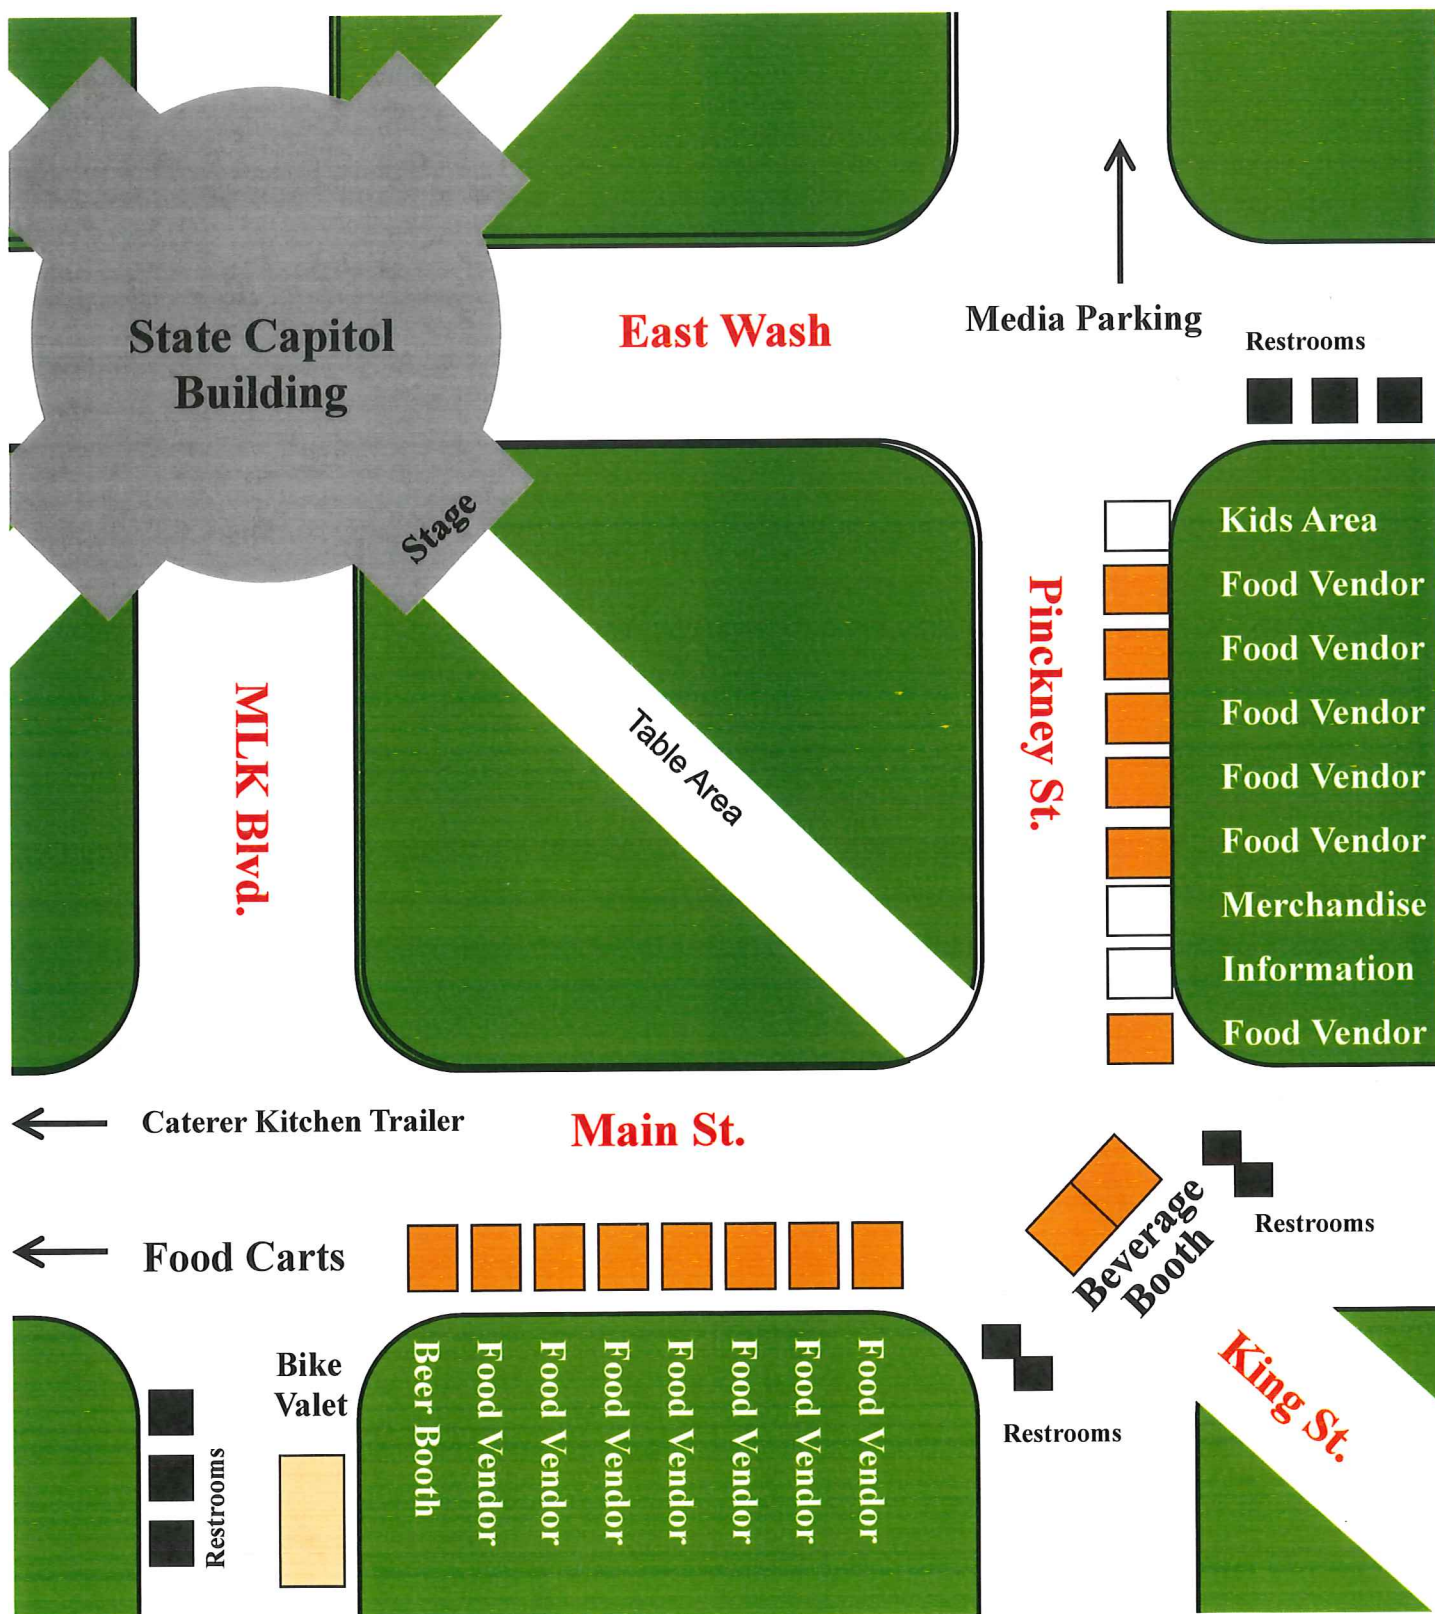 State Capitol
Building
East Wash
Media Parking
Restrooms
Stage
Kids Area
Food Vendor
Food Vendor
Food Vendor
Food Vendor
Food Vendor
Merchandise
Information
Food Vendor
Pinckney St.
MLK Blvd.
Table Area
Caterer Kitchen Trailer
Main St.
Food Carts
Beverage
Booth
Restrooms
Bike
Valet
Restrooms
Beer Booth
Food Vendor
Food Vendor
Food Vendor
Food Vendor
Food Vendor
Food Vendor
Food Vendor
Restrooms
King St.